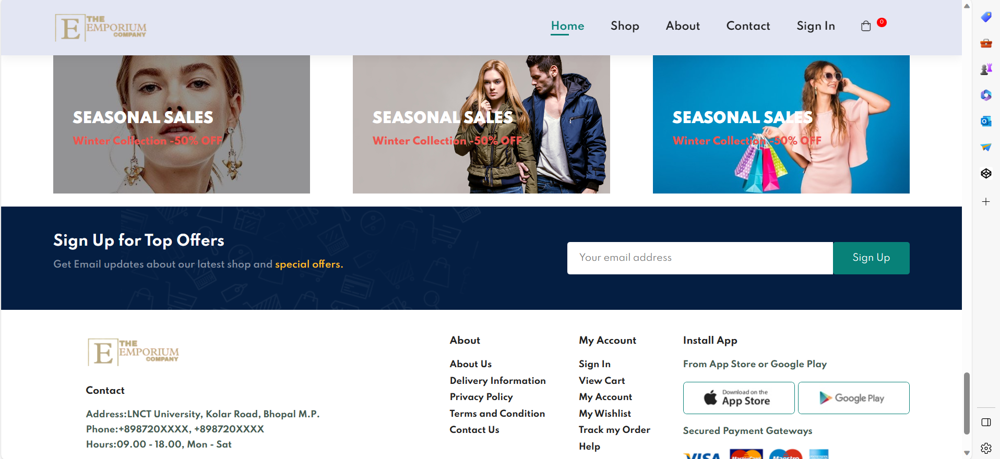 E THE EMPORIUM COMPANY
Home Shop About Contact Sign In 0
SEASONAL SALES
Winter Collection -50% OFF
SEASONAL SALES
Winter Collection -50% OFF
SEASONAL SALES
Winter Collection -50% OFF
Sign Up for Top Offers
Get Email updates about our latest shop and special offers.
Your email address
Sign Up
E THE EMPORIUM COMPANY
Contact
Address:LNCT University, Kolar Road, Bhopal M.P.
Phone:+898720XXXX, +898720XXXX
Hours:09.00 - 18.00, Mon - Sat
About
About Us
Delivery Information
Privacy Policy
Terms and Condition
Contact Us
My Account
Sign In
View Cart
My Account
My Wishlist
Track my Order
Help
Install App
From App Store or Google Play
Download on the
App Store
Google Play
Secured Payment Gateways
VISA MasterCard Maestro